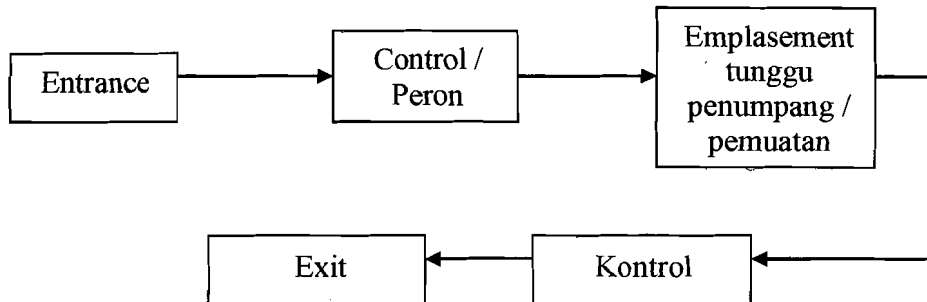 Entrance
Control /
Peron
Emplasement
tunggu
penumpang /
pemuatan
Exit
Kontrol